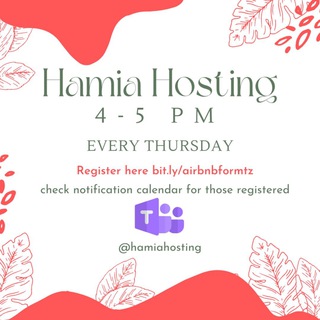 Hamia Hosting
4-5 PM
EVERY THURSDAY
Register here bit.ly/airbnbformtz
check notification calendar for those registered
T
@hamiahosting